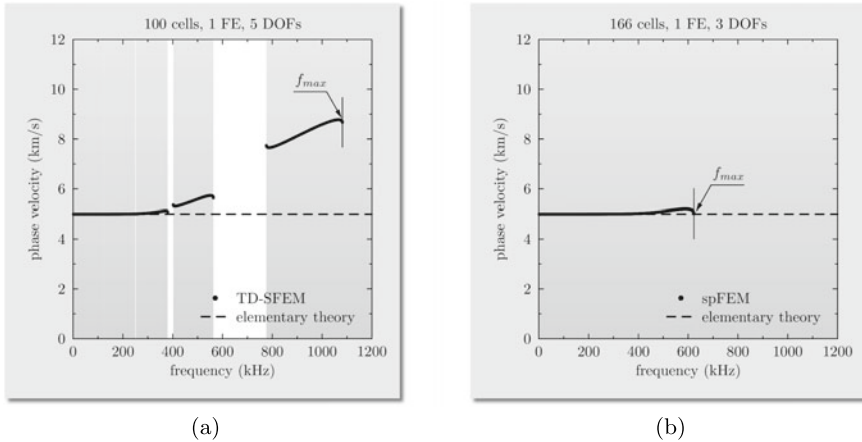 100 cells, 1 FE, 5 DOFs
12
10
8
6
4
2
0
phase velocity (km/s)
f_max
TD-SFEM
elementary theory
0 200 400 600 800 1000 1200
frequency (kHz)
(a)
166 cells, 1 FE, 3 DOFs
12
10
8
6
4
2
0
phase velocity (km/s)
f_max
spFEM
elementary theory
0 200 400 600 800 1000 1200
frequency (kHz)
(b)